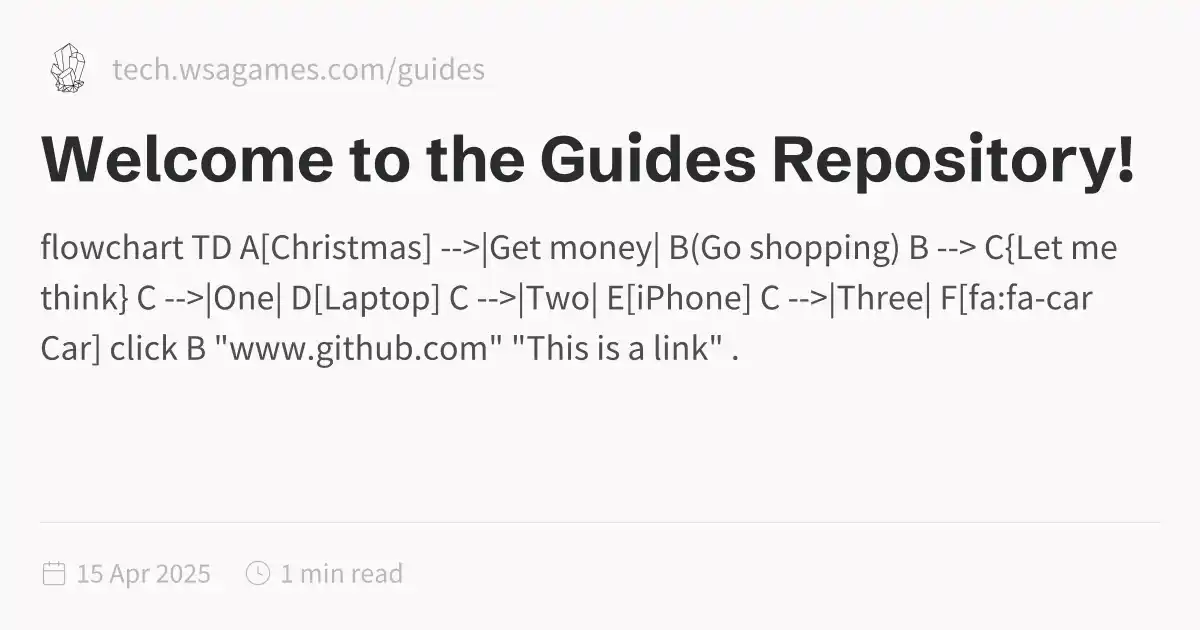 tech.wsagames.com/guides
Welcome to the Guides Repository!
flowchart TD A[Christmas] -->|Get money| B(Go shopping) B --> C{Let me
think} C -->|One| D[Laptop] C -->|Two| E[iPhone] C -->|Three| F[fa:fa-car
Car] click B "www.github.com" "This is a link" .
15 Apr 2025 1 min read